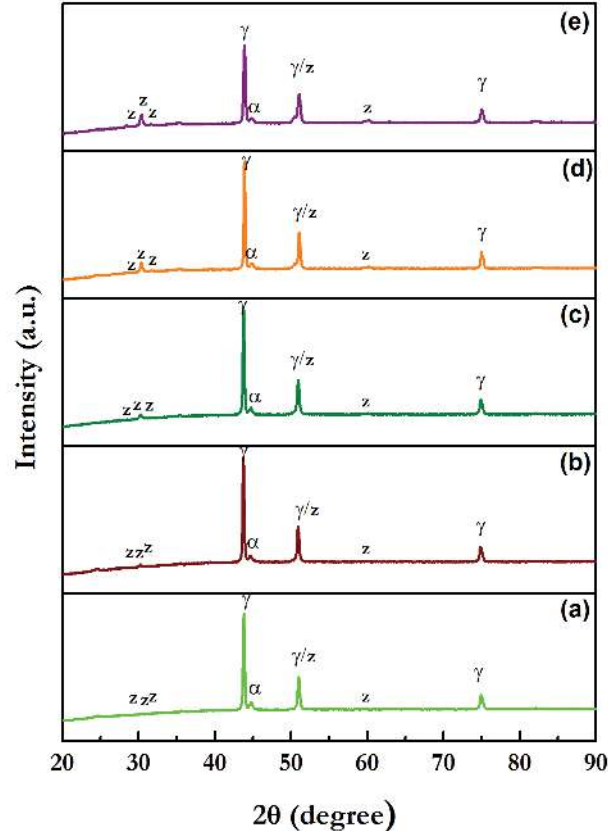 γ (e)
γ/z
z α γ
z z z
γ (d)
γ/z
z α z γ
z z
γ (c)
γ/z
α γ
z z z z
γ (b)
γ/z
α γ
z z z z
γ (a)
γ/z
α γ
z z z z
Intensity (a.u.)
20 30 40 50 60 70 80 90
2θ (degree)